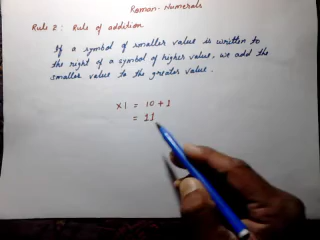 Roman-Numerals
Rule 2: Rule of addition
If a symbol of smaller value is written to
the right of a symbol of higher value, we add the
smaller value to the greater value.
XI = 10+1
= 11